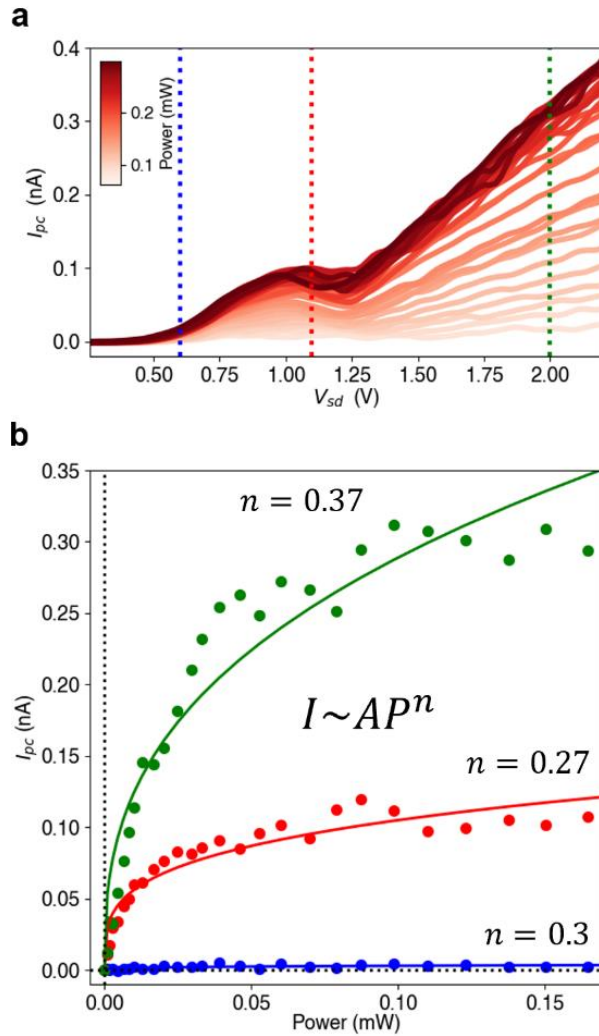 a
0.4
0.3
0.2
0.1
0.0
I_pc (nA)
0.2
0.1
Power (mW)
0.50
0.75
1.00
1.25
1.50
1.75
2.00
V_sd (V)
b
0.35
0.30
0.25
0.20
0.15
0.10
0.05
0.00
I_pc (nA)
n = 0.37
I~AP^n
n = 0.27
n = 0.3
0.00
0.05
0.10
0.15
Power (mW)